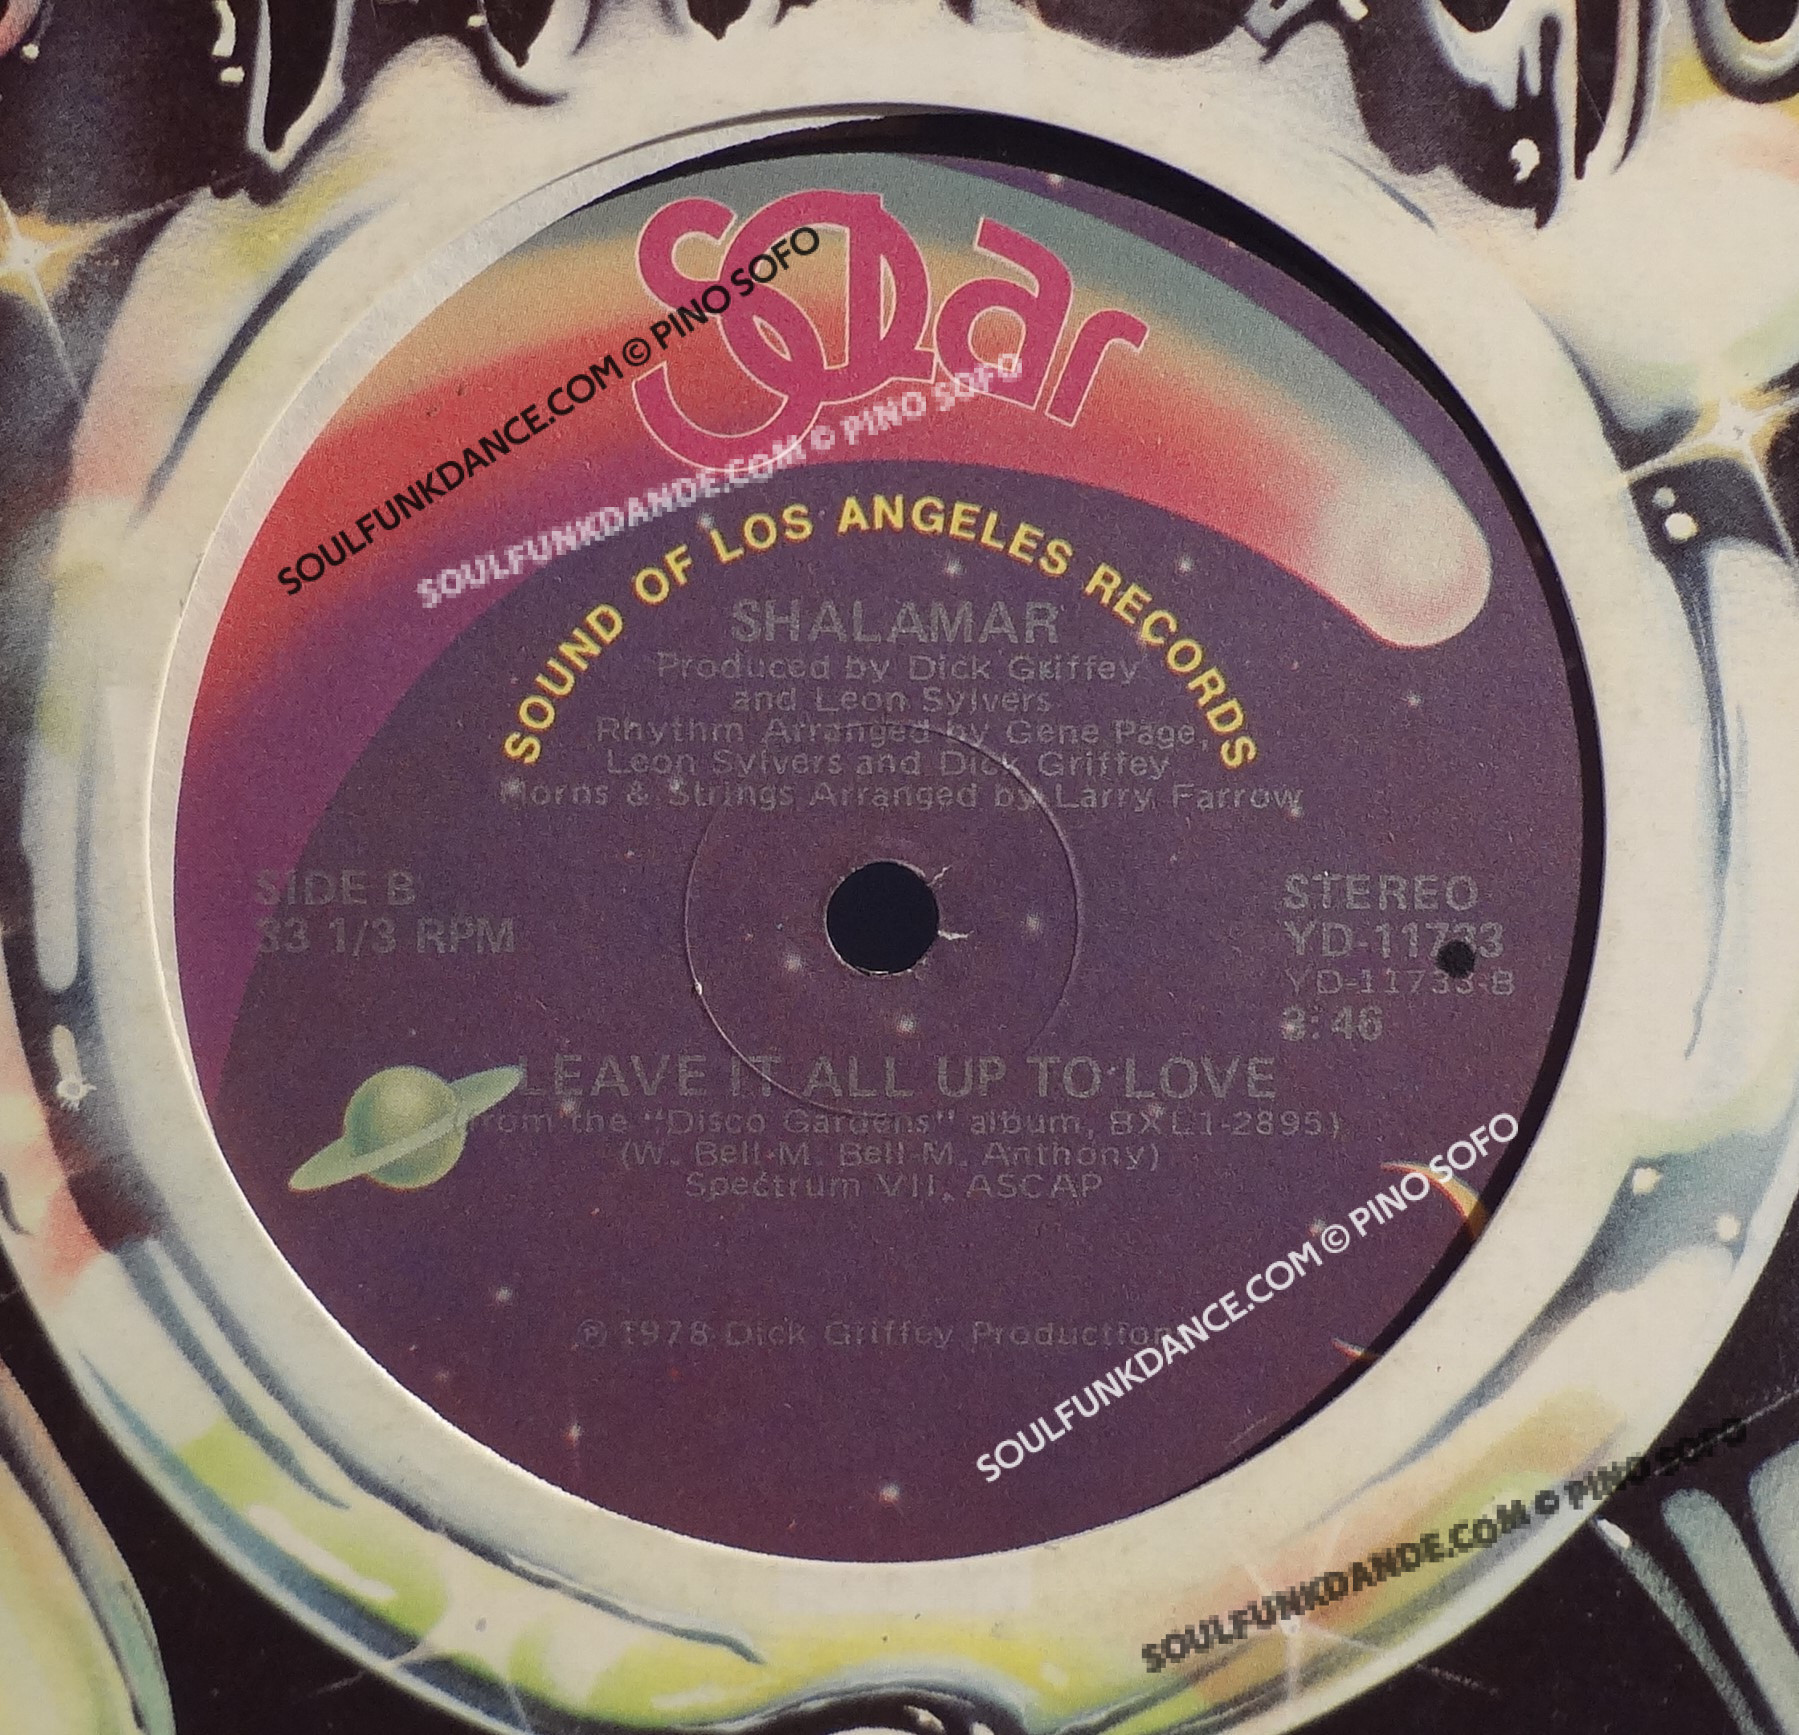 solar
SOUND OF LOS ANGELES RECORDS
SHALAMAR
Produced by Dick Griffey
and Leon Sylvers
Rhythm Arranged by Gene Page,
Leon Sylvers and Dick Griffey
Horns & Strings Arranged by Larry Farrow
SIDE B
33 1/3 RPM
STEREO
YD-11733
YD-11733-B
3:46
LEAVE IT ALL UP TO LOVE
(from the "Disco Gardens" album, BXL1-2895)
(W. Bell-M. Bell-M. Anthony)
Spectrum VII, ASCAP
℗ 1978 Dick Griffey Productions
SOULFUNKDANCE.COM © PINO SOFO
SOULFUNKDANDE.COM © PINO SOFO
SOULFUNKDANCE.COM © PINO SOFO
SOULFUNKDANDE.COM © PINO SOFO